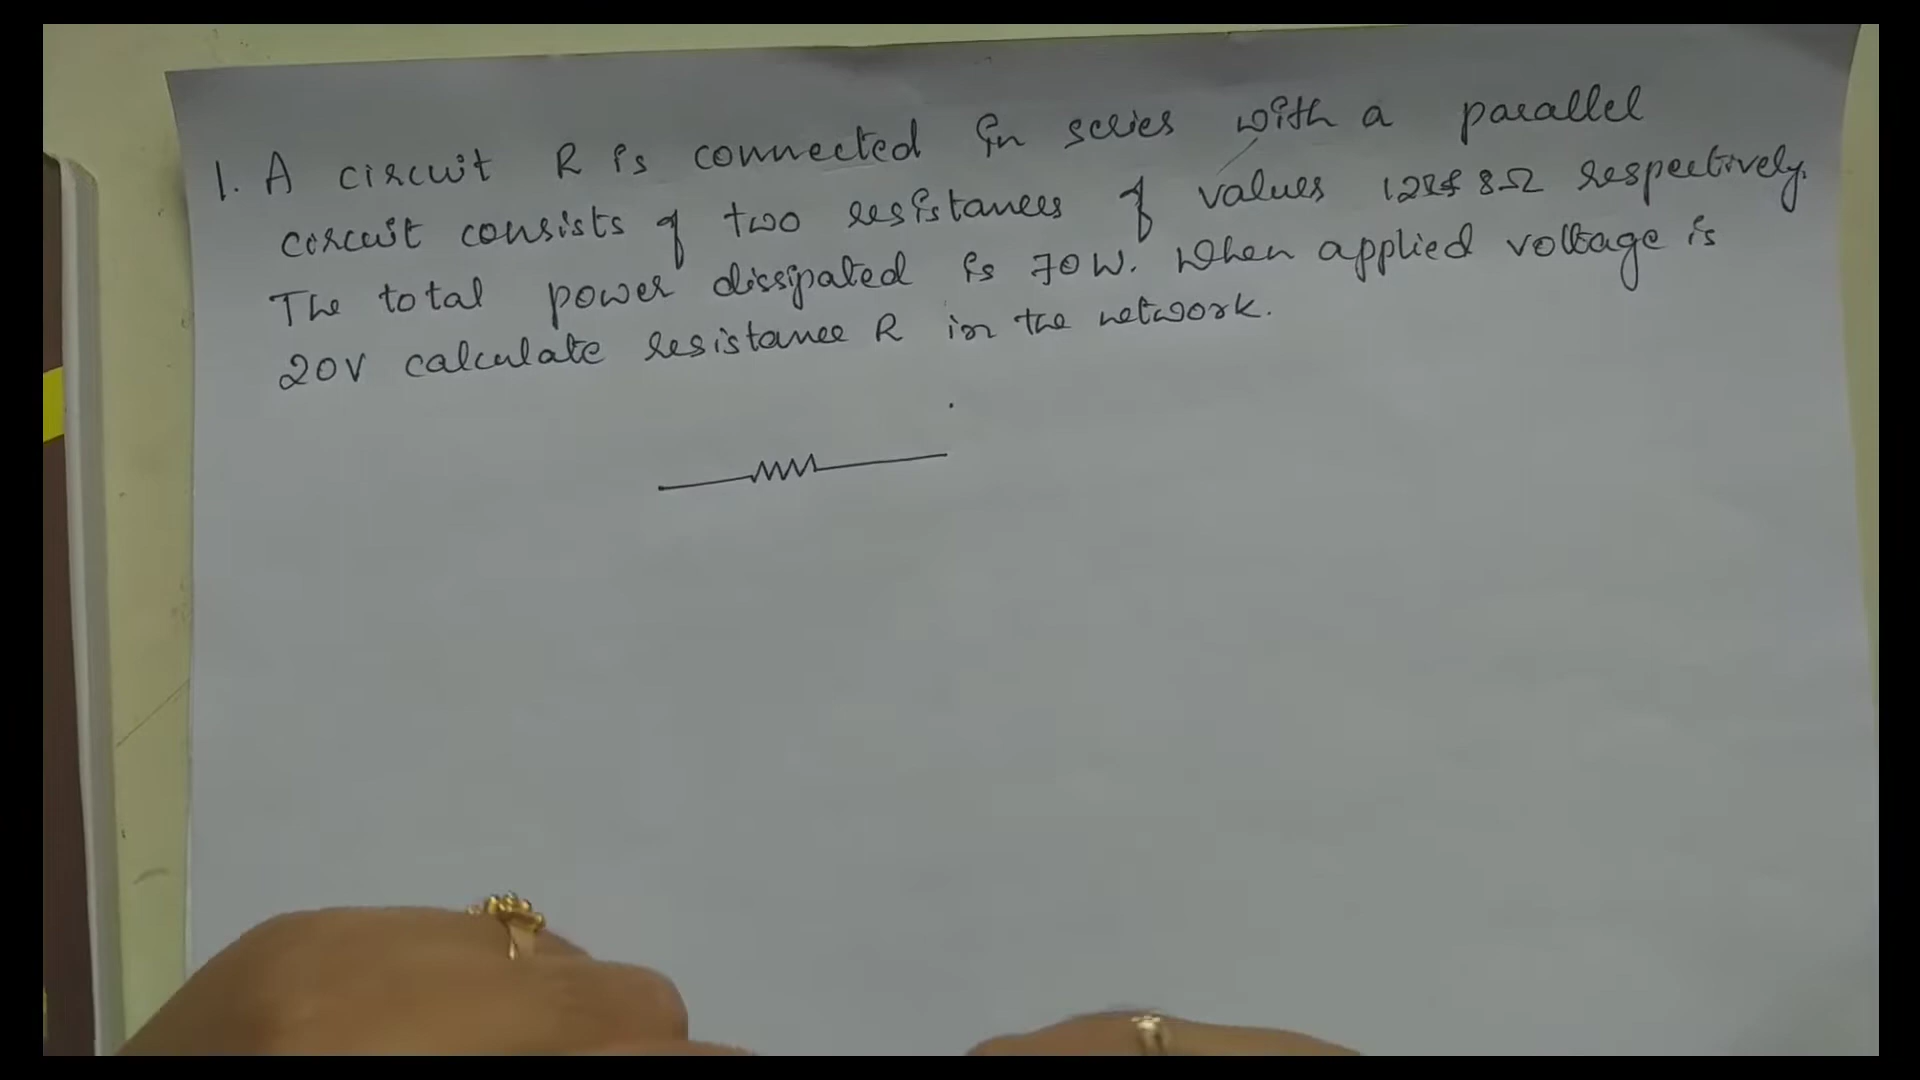 1. A circuit R is connected in series with a parallel
circuit consists of two resistances of values 12Ω & 8Ω respectively.
The total power dissipated is 70W. When applied voltage is
20V calculate resistance R in the network.